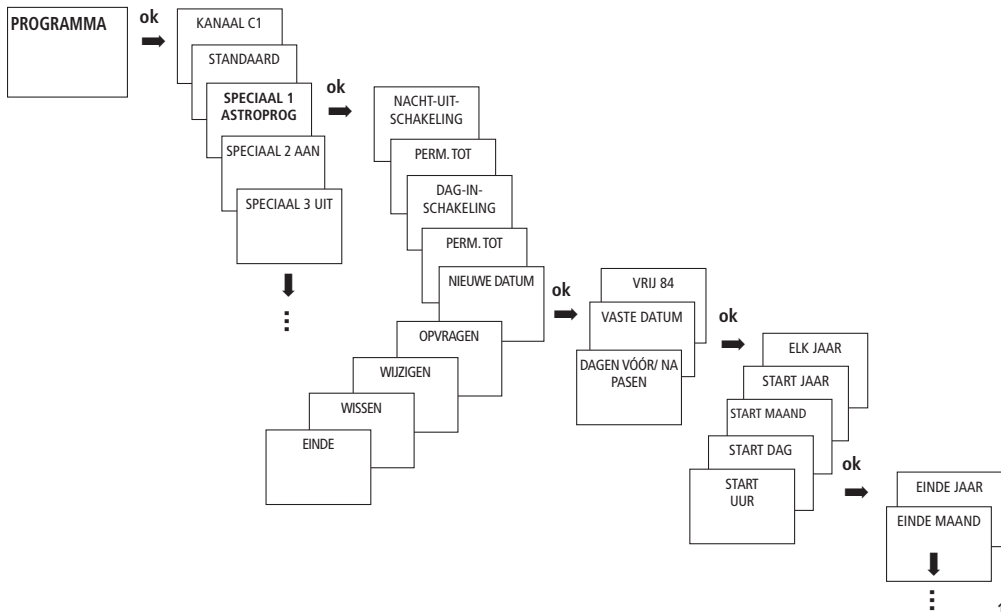 PROGRAMMA
ok
KANAAL C1
STANDAARD
SPECIAAL 1
ASTROPROG
SPECIAAL 2 AAN
SPECIAAL 3 UIT
ok
NACHT-UIT-
SCHAKELING
PERM. TOT
DAG-IN-
SCHAKELING
PERM. TOT
NIEUWE DATUM
OPVRAGEN
WIJZIGEN
WISSEN
EINDE
ok
VRIJ 84
VASTE DATUM
DAGEN VÓÓR/ NA
PASEN
ok
ELK JAAR
START JAAR
START MAAND
START DAG
START
UUR
ok
EINDE JAAR
EINDE MAAND